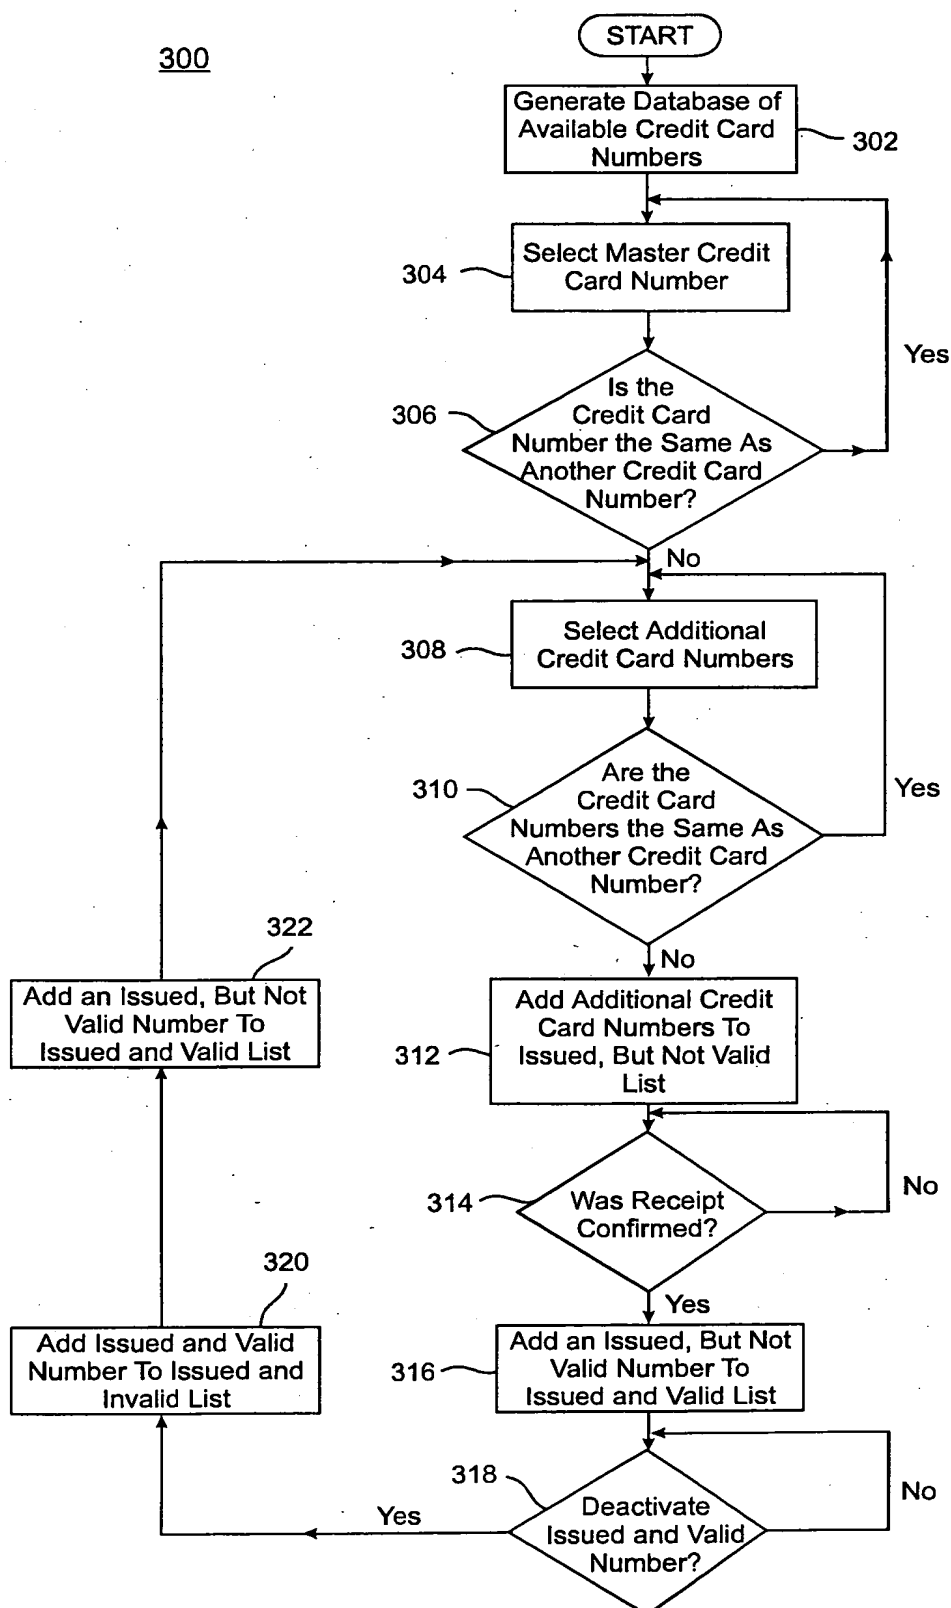 300
START
Generate Database of
Available Credit Card
Numbers
302
Select Master Credit
Card Number
304
Yes
Is the
Credit Card
Number the Same As
Another Credit Card
Number?
306
No
Select Additional
Credit Card Numbers
308
Are the
Credit Card
Numbers the Same As
Another Credit Card
Number?
310
Yes
No
322
Add an Issued, But Not
Valid Number To
Issued and Valid List
Add Additional Credit
Card Numbers To
Issued, But Not Valid
List
312
Was Receipt
Confirmed?
314
No
Yes
320
Add Issued and Valid
Number To Issued and
Invalid List
Add an Issued, But Not
Valid Number To
Issued and Valid List
316
318
Deactivate
Issued and Valid
Number?
No
Yes